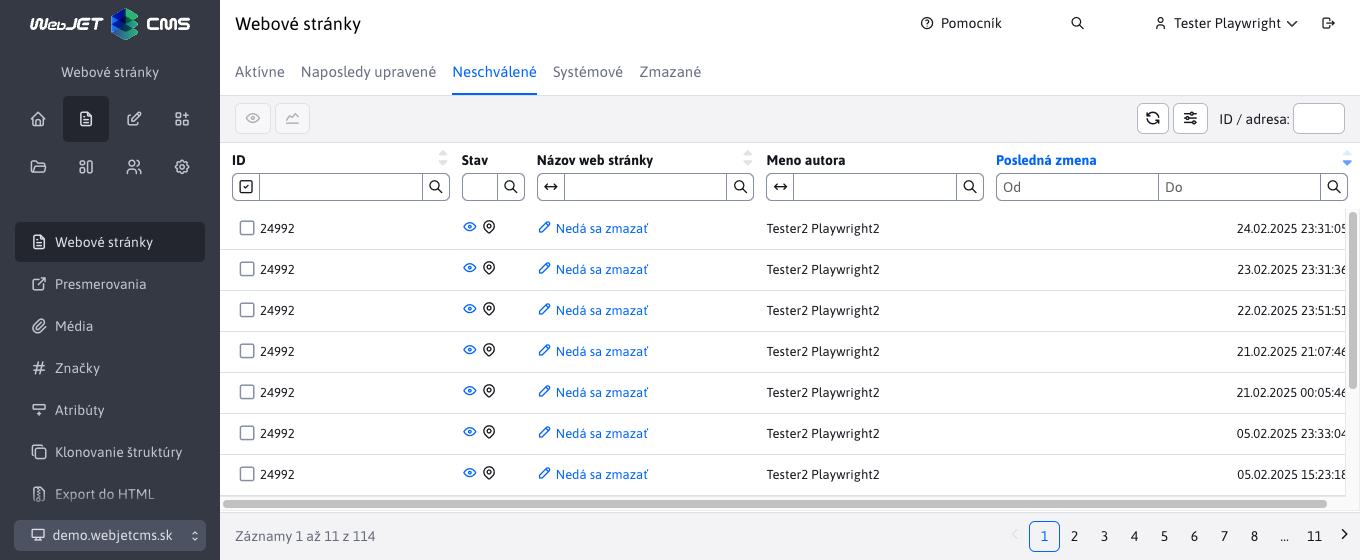 WebJET CMS
Webové stránky
Webové stránky
Presmerovania
Média
Značky
Atribúty
Klonovanie štruktúry
Export do HTML
demo.webjetcms.sk
Webové stránky
Pomocník
Tester Playwright
Aktívne Naposledy upravené Neschválené Systémové Zmazané
ID / adresa:
ID Stav Názov web stránky Meno autora Posledná zmena
Od Do
24992 Nedá sa zmazať Tester2 Playwright2 24.02.2025 23:31:05
24992 Nedá sa zmazať Tester2 Playwright2 23.02.2025 23:31:36
24992 Nedá sa zmazať Tester2 Playwright2 22.02.2025 23:51:51
24992 Nedá sa zmazať Tester2 Playwright2 21.02.2025 21:07:46
24992 Nedá sa zmazať Tester2 Playwright2 21.02.2025 00:05:46
24992 Nedá sa zmazať Tester2 Playwright2 05.02.2025 23:33:04
24992 Nedá sa zmazať Tester2 Playwright2 05.02.2025 15:23:18
Záznamy 1 až 11 z 114
1 2 3 4 5 6 7 8 ... 11